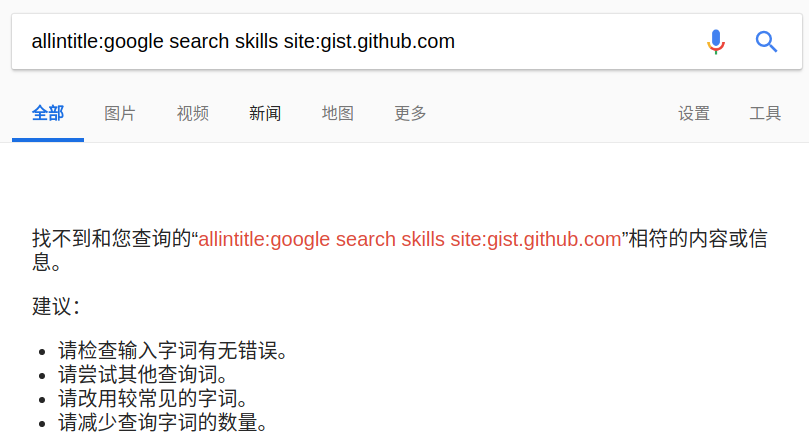 allintitle:google search skills site:gist.github.com
全部 图片 视频 新闻 地图 更多 设置 工具
找不到和您查询的“allintitle:google search skills site:gist.github.com”相符的内容或信
息。
建议：
请检查输入字词有无错误。
请尝试其他查询词。
请改用较常见的字词。
请减少查询字词的数量。